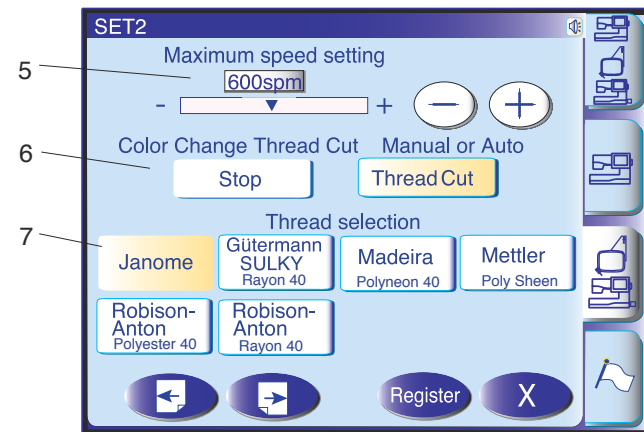 SET2
Maximum speed setting
5
600spm
- +
6
Color Change Thread Cut Manual or Auto
Stop
Thread Cut
7
Thread selection
Janome
Gütermann
SULKY
Rayon 40
Madeira
Polyneon 40
Mettler
Poly Sheen
Robison-
Anton
Polyester 40
Robison-
Anton
Rayon 40
Register
X